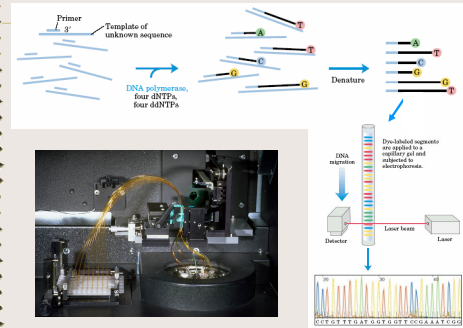 Primer
3'
Template of
unknown sequence
DNA polymerase,
four dNTPs,
four ddNTPs
A
T
T
C
G
G
T
Denature
A
T
C
G
G
T
T
Dye-labeled segments
are applied to a
capillary gel and
subjected to
electrophoresis.
DNA
migration
Laser beam
Detector
Laser
CCTGTTTGATGGTGGTTCCGAAATCGG